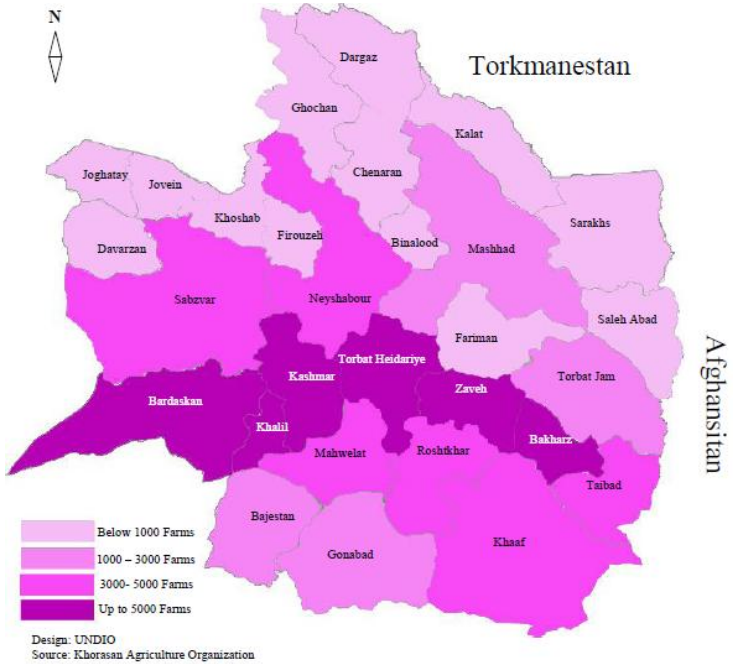 N
Dargaz
Torkmanestan
Ghochan
Kalat
Chenaran
Joghatay
Jovein
Khoshab
Sarakhs
Firouzeh
Binalood
Davarzan
Mashhad
Sabzvar
Neyshabour
Saleh Abad
Fariman
Torbat Heidariye
Afghansitan
Kashmar
Torbat Jam
Zaveh
Bardaskan
Khalil
Bakharz
Mahwelat
Roshtkhar
Taibad
Bajestan
Khaaf
Gonabad
Below 1000 Farms
1000 – 3000 Farms
3000- 5000 Farms
Up to 5000 Farms
Design: UNDIO
Source: Khorasan Agriculture Organization